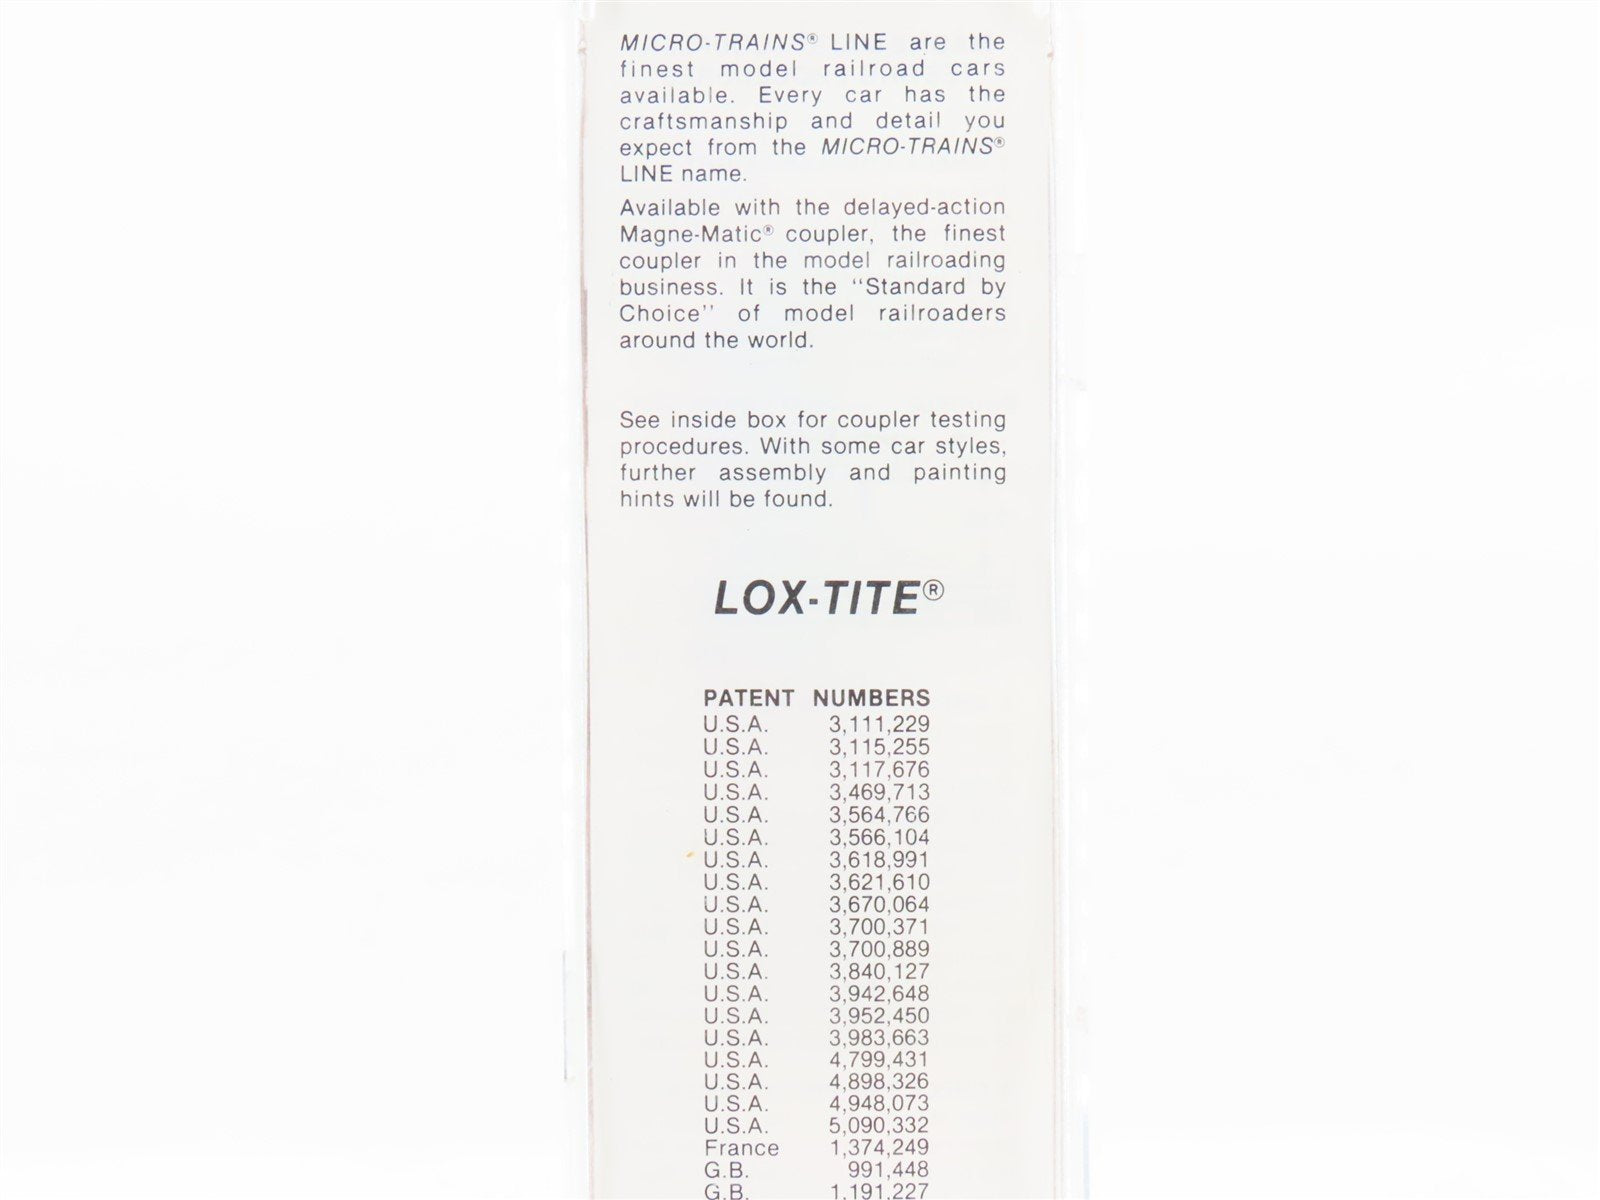 MICRO-TRAINS® LINE are the
finest model railroad cars
available. Every car has the
craftsmanship and detail you
expect from the MICRO-TRAINS®
LINE name.
Available with the delayed-action
Magne-Matic® coupler, the finest
coupler in the model railroading
business. It is the "Standard by
Choice" of model railroaders
around the world.
See inside box for coupler testing
procedures. With some car styles,
further assembly and painting
hints will be found.
LOX-TITE®
PATENT NUMBERS
U.S.A. 3,111,229
U.S.A. 3,115,255
U.S.A. 3,117,676
U.S.A. 3,469,713
U.S.A. 3,564,766
U.S.A. 3,566,104
U.S.A. 3,618,991
U.S.A. 3,621,610
U.S.A. 3,670,064
U.S.A. 3,700,371
U.S.A. 3,700,889
U.S.A. 3,840,127
U.S.A. 3,942,648
U.S.A. 3,952,450
U.S.A. 3,983,663
U.S.A. 4,799,431
U.S.A. 4,898,326
U.S.A. 4,948,073
U.S.A. 5,090,332
France 1,374,249
G.B. 991,448
G.B. 1,191,227